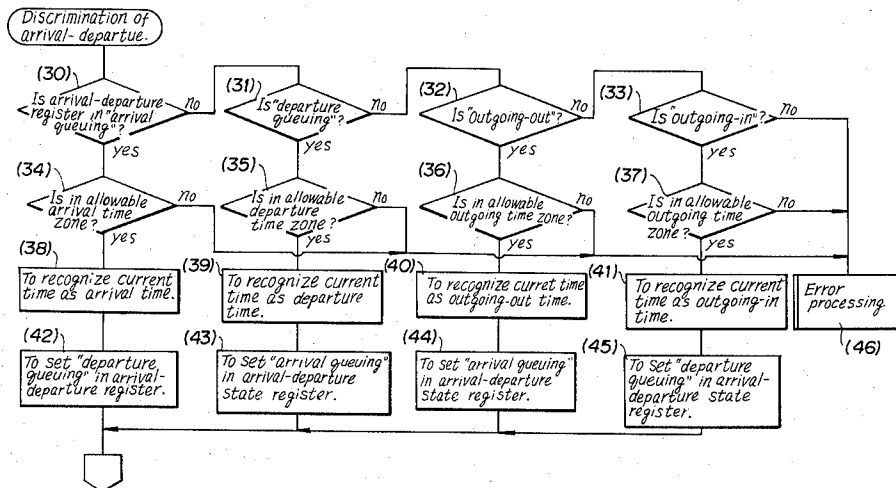 Discrimination of
arrival-departue.
(30)
Is arrival-departure
register in "arrival
queuing"?
no
yes
(31)
Is "departure
queuing"?
no
yes
(32)
Is "outgoing-out"?
no
yes
(33)
Is "outgoing-in"?
no
yes
(34)
Is in allowable
arrival time
zone?
no
yes
(35)
Is in allowable
departure
time zone?
no
yes
(36)
Is in allowable
outgoing time zone?
no
yes
(37)
Is in allowable
outgoing time
zone?
no
yes
(38)
To recognize current
time as arrival time.
(39)
To recognize current
time as departure
time.
(40)
To recognize curret time
as outgoing-out time.
(41)
To recognize current
time as outgoing-in
time.
Error
processing.
(46)
(42)
To set "departure
queuing" in arrival-
departure register.
(43)
To set "arrival queuing"
in arrival-departure
state register.
(44)
To set "arrival queuing"
in arrival-departure
state register.
(45)
To set "departure
queuing" in arrival-
departure state
register.